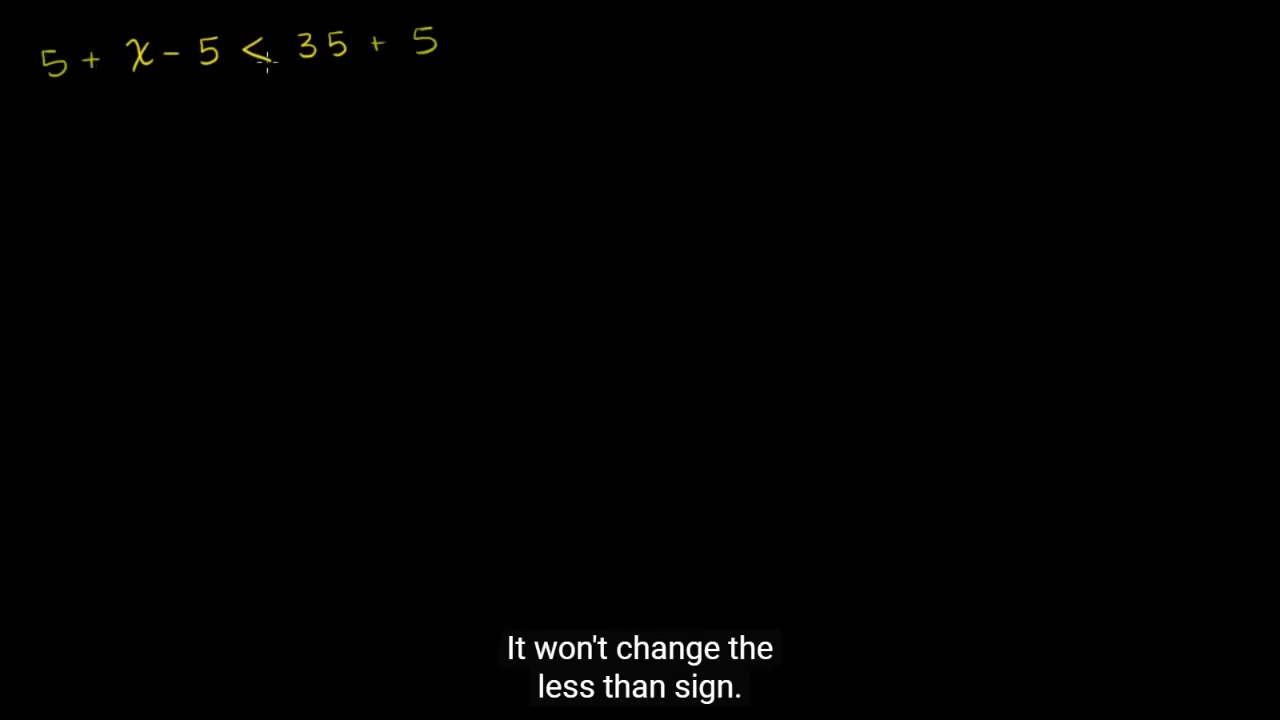 5 + x - 5 < 35 + 5
It won't change the
less than sign.